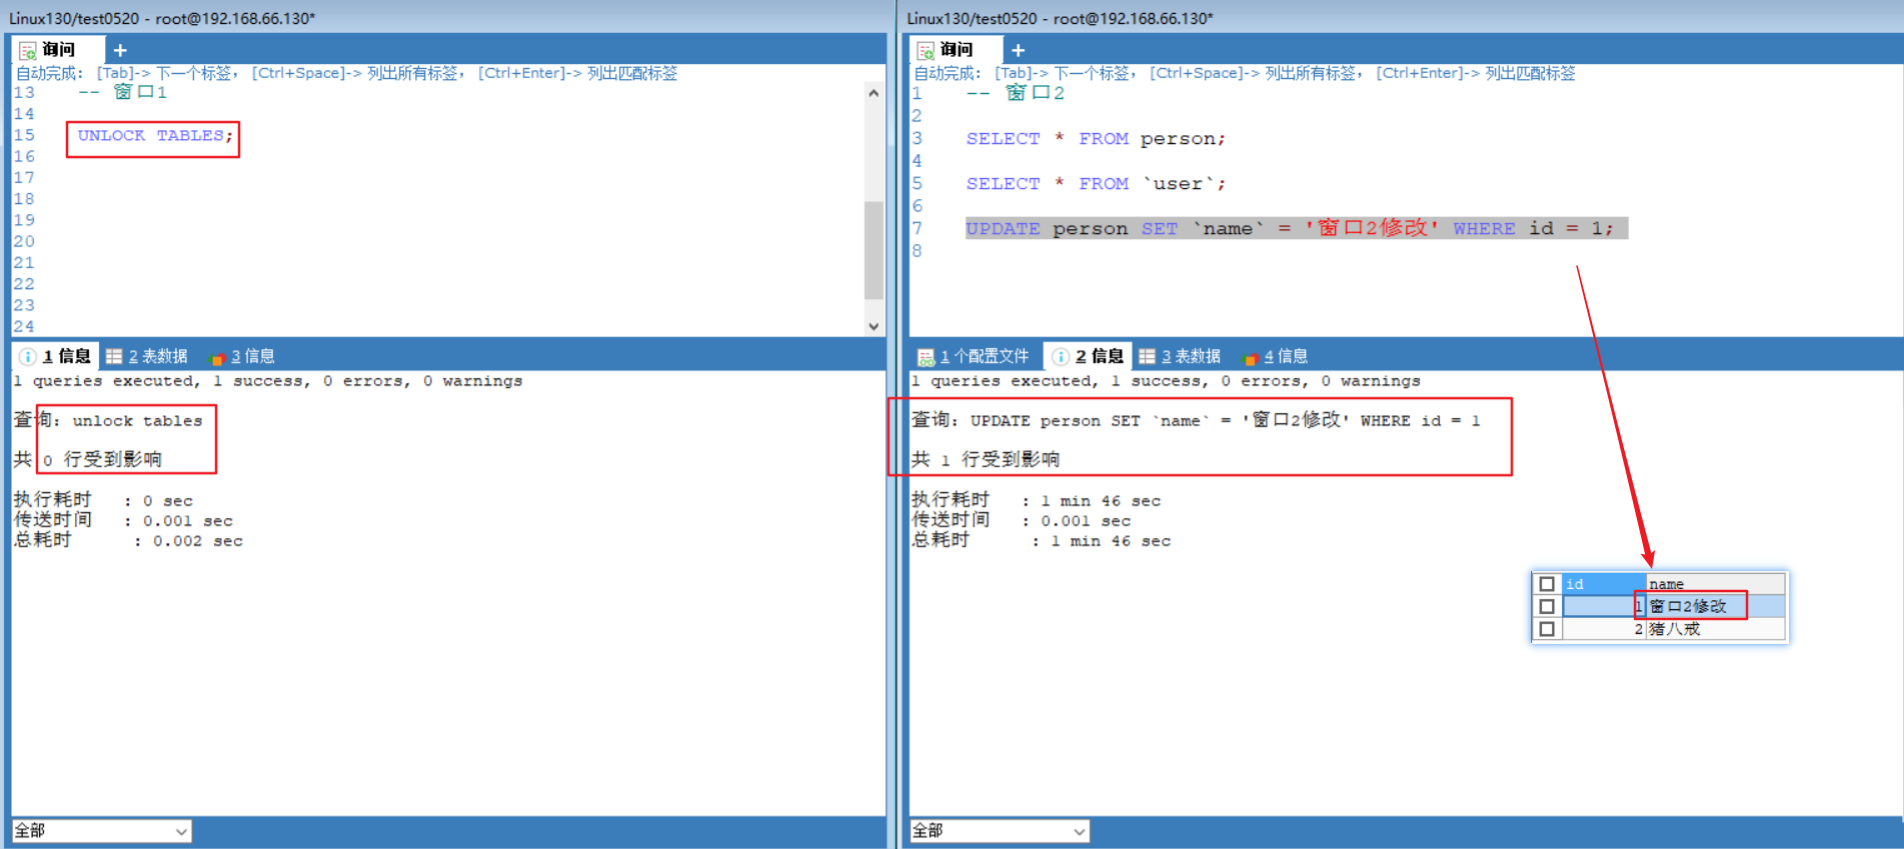 Linux130/test0520 - root@192.168.66.130*
询问 +
自动完成: [Tab]-> 下一个标签, [Ctrl+Space]-> 列出所有标签, [Ctrl+Enter]-> 列出匹配标签
13 -- 窗口1
14
15 UNLOCK TABLES;
16
17
18
19
20
21
22
23
24
1 信息 2 表数据 3 信息
1 queries executed, 1 success, 0 errors, 0 warnings
查询: unlock tables
共 0 行受到影响
执行耗时 : 0 sec
传送时间 : 0.001 sec
总耗时 : 0.002 sec
全部
Linux130/test0520 - root@192.168.66.130*
询问 +
自动完成: [Tab]-> 下一个标签, [Ctrl+Space]-> 列出所有标签, [Ctrl+Enter]-> 列出匹配标签
1 -- 窗口2
2
3 SELECT * FROM person;
4
5 SELECT * FROM `user`;
6
7 UPDATE person SET `name` = '窗口2修改' WHERE id = 1;
8
1 个配置文件 2 信息 3 表数据 4 信息
1 queries executed, 1 success, 0 errors, 0 warnings
查询: UPDATE person SET `name` = '窗口2修改' WHERE id = 1
共 1 行受到影响
执行耗时 : 1 min 46 sec
传送时间 : 0.001 sec
总耗时 : 1 min 46 sec
id name
1 窗口2修改
2 猪八戒
全部